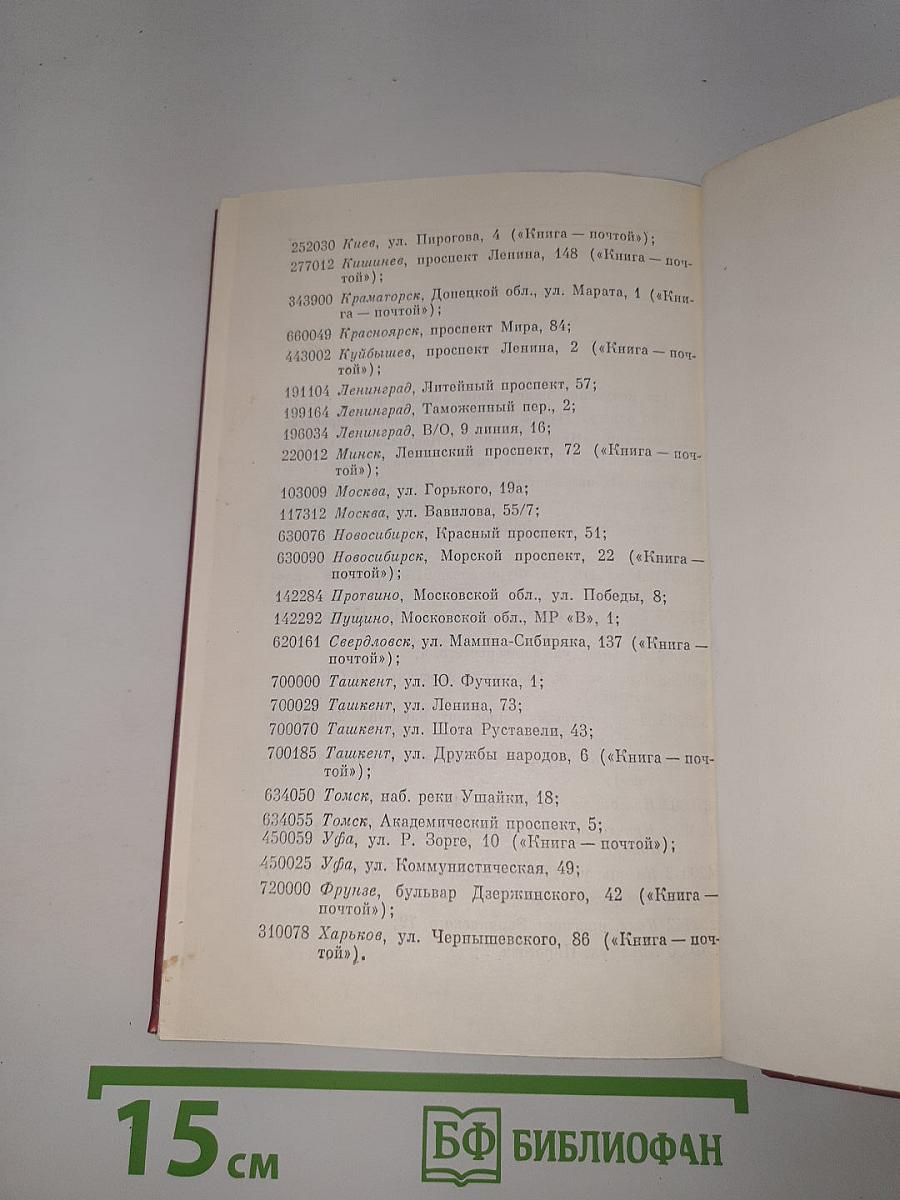 252030 Киев, ул. Пирогова, 4 («Книга — почтой»);
277012 Кишинев, проспект Ленина, 148 («Книга — поч-
той»);
343900 Краматорск, Донецкой обл., ул. Марата, 1 («Кни-
га — почтой»);
660049 Красноярск, проспект Мира, 84;
443002 Куйбышев, проспект Ленина, 2 («Книга — поч-
той»);
191104 Ленинград, Литейный проспект, 57;
199164 Ленинград, Таможенный пер., 2;
196034 Ленинград, В/О, 9 линия, 16;
220012 Минск, Ленинский проспект, 72 («Книга — поч-
той»);
103009 Москва, ул. Горького, 19а;
117312 Москва, ул. Вавилова, 55/7;
630076 Новосибирск, Красный проспект, 51;
630090 Новосибирск, Морской проспект, 22 («Книга —
почтой»);
142284 Протвино, Московской обл., ул. Победы, 8;
142292 Пущино, Московской обл., МР «В», 1;
620161 Свердловск, ул. Мамина-Сибиряка, 137 («Книга —
почтой»);
700000 Ташкент, ул. Ю. Фучика, 1;
700029 Ташкент, ул. Ленина, 73;
700070 Ташкент, ул. Шота Руставели, 43;
700185 Ташкент, ул. Дружбы народов, 6 («Книга — поч-
той»);
634050 Томск, наб. реки Ушайки, 18;
634055 Томск, Академический проспект, 5;
450059 Уфа, ул. Р. Зорге, 10 («Книга — почтой»);
450025 Уфа, ул. Коммунистическая, 49;
720000 Фрунзе, бульвар Дзержинского, 42 («Книга —
почтой»);
310078 Харьков, ул. Чернышевского, 86 («Книга — поч-
той»).
15 см
БФ БИБЛИОФАН